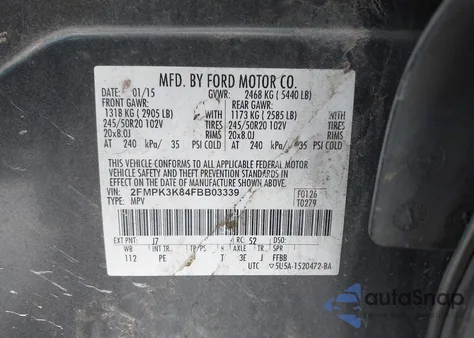 MFD. BY FORD MOTOR CO.
DATE: 01/15 GVWR: 2468 KG ( 5440 LB)
FRONT GAWR: REAR GAWR:
1318 KG ( 2905 LB) 1173 KG ( 2585 LB)
245/50R20 102V TIRES 245/50R20 102V TIRES
20x8.0J RIMS 20x8.0J RIMS
AT 240 kPa/ 35 PSI COLD AT 240 kPa/ 35 PSI COLD
THIS VEHICLE CONFORMS TO ALL APPLICABLE FEDERAL MOTOR
VEHICLE SAFETY AND THEFT PREVENTION STANDARDS IN EFFECT
ON THE DATE OF MANUFACTURE SHOWN ABOVE.
VIN: 2FMPK3K84FBB03339 F0126
TYPE: MPV T0279
EXT PNT: J7 RC: 52 DSO:
WB INT TR TP/PS R AXLE TR SPR
112 PE T 3E J FFBB
UTC ▽5U5A-1520472-BA
autoSnap